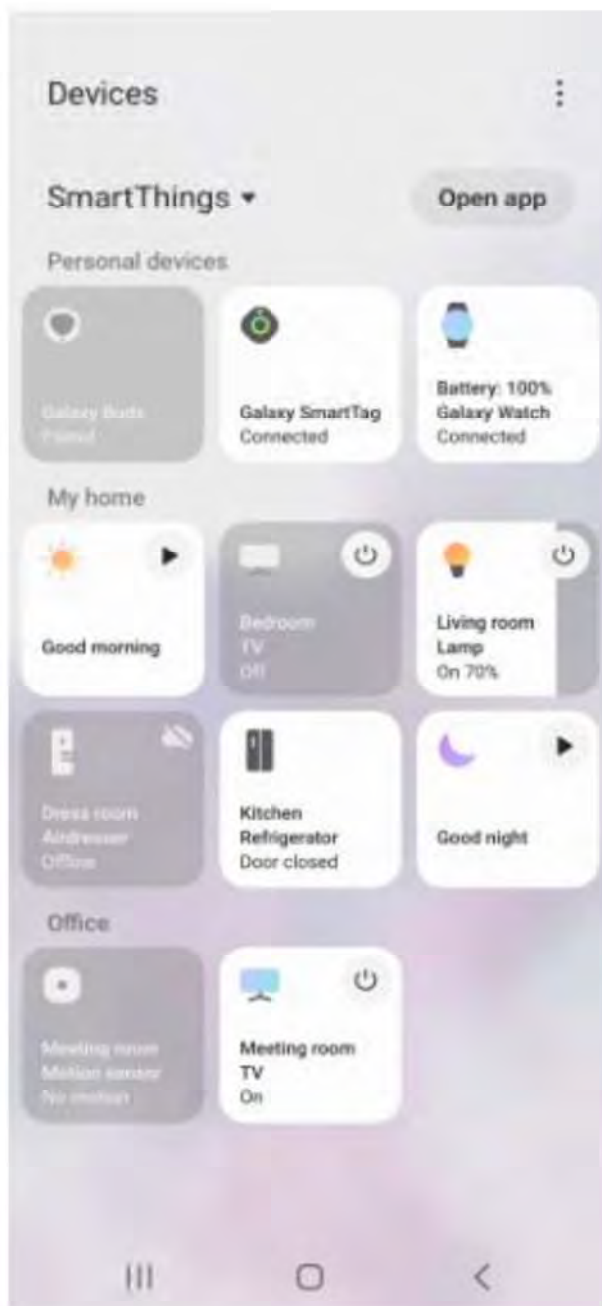 Devices
SmartThings
Open app
Personal devices
Galaxy Buds
Paired
Galaxy SmartTag
Connected
Battery: 100%
Galaxy Watch
Connected
My home
Good morning
Bedroom
TV
Off
Living room
Lamp
On 70%
Dress room
Airdresser
Offline
Kitchen
Refrigerator
Door closed
Good night
Office
Meeting room
Motion sensor
No motion
Meeting room
TV
On